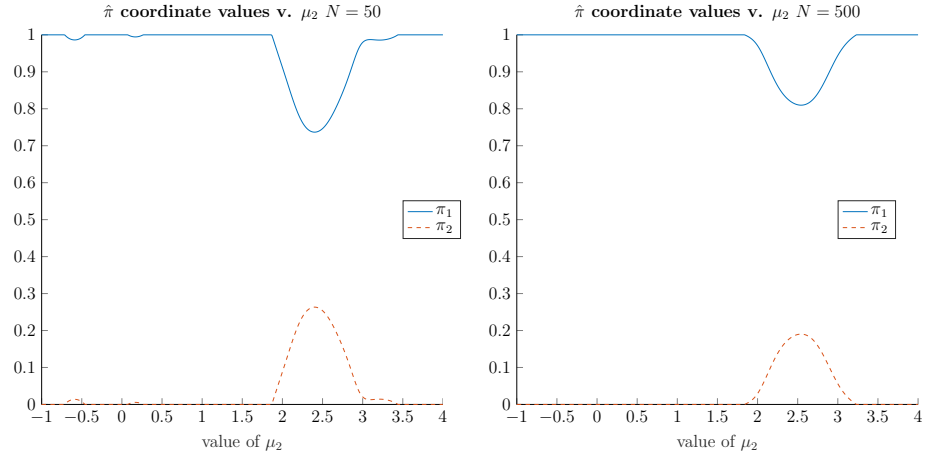 π̂ coordinate values v. μ₂ N = 50
1
0.9
0.8
0.7
0.6
0.5
0.4
0.3
0.2
0.1
0
−1 −0.5 0 0.5 1 1.5 2 2.5 3 3.5 4
value of μ₂
π₁
π₂
π̂ coordinate values v. μ₂ N = 500
1
0.9
0.8
0.7
0.6
0.5
0.4
0.3
0.2
0.1
0
−1 −0.5 0 0.5 1 1.5 2 2.5 3 3.5 4
value of μ₂
π₁
π₂